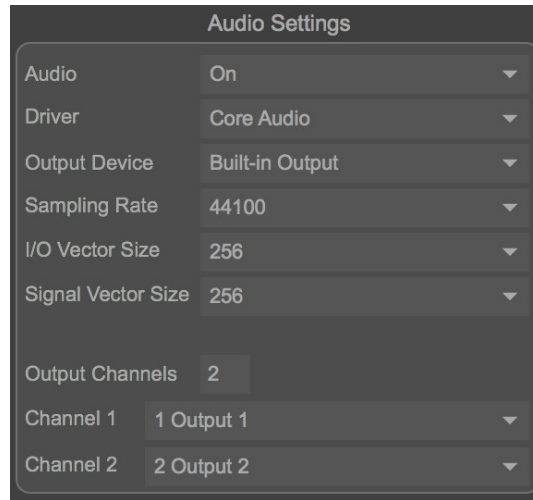 Audio Settings
Audio On
Driver Core Audio
Output Device Built-in Output
Sampling Rate 44100
I/O Vector Size 256
Signal Vector Size 256
Output Channels 2
Channel 1 1 Output 1
Channel 2 2 Output 2